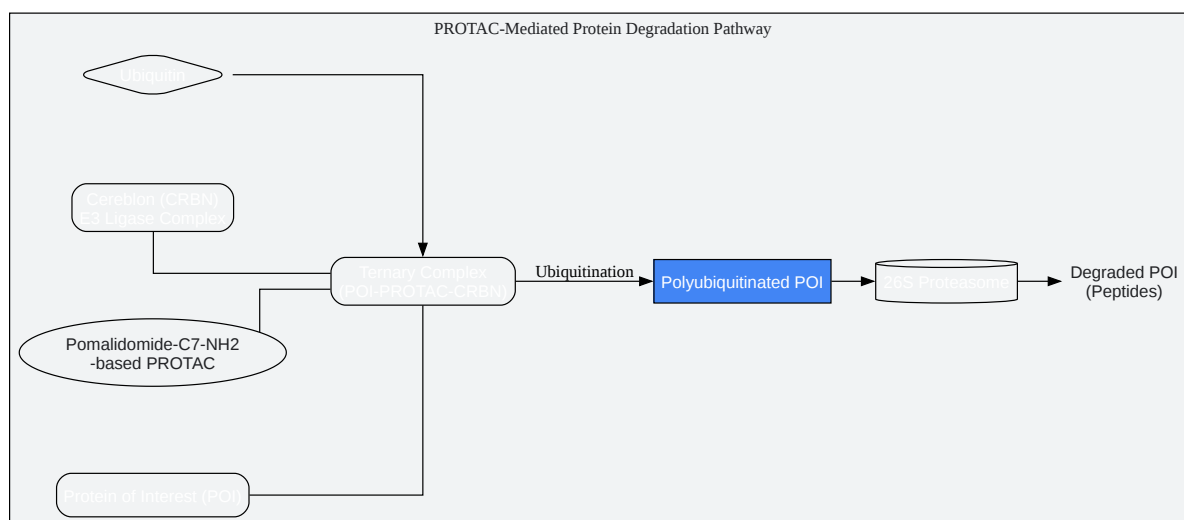 PROTAC-Mediated Protein Degradation Pathway
Ubiquitin
Cereblon (CRBN)
E3 Ligase Complex
Ternary Complex
(POI-PROTAC-CRBN)
Ubiquitination
Polyubiquitinated POI
26S Proteasome
Degraded POI
(Peptides)
Pomalidomide-C7-NH2
-based PROTAC
Protein of Interest (POI)